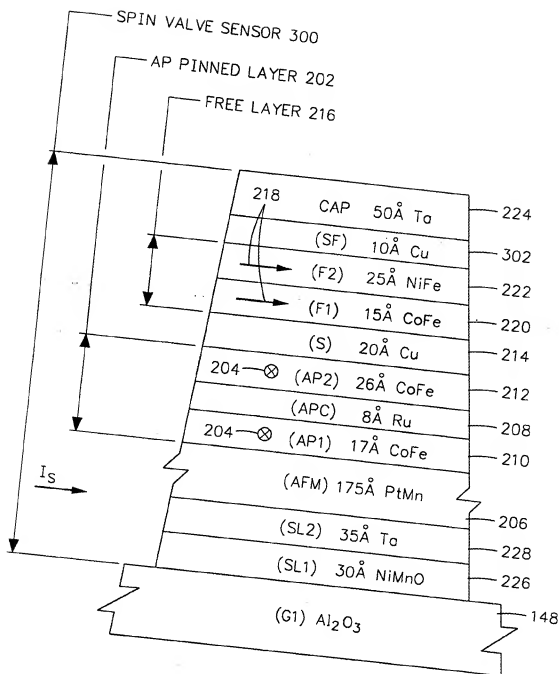 SPIN VALVE SENSOR 300
AP PINNED LAYER 202
FREE LAYER 216
218
CAP 50Å Ta 224
(SF) 10Å Cu 302
(F2) 25Å NiFe 222
(F1) 15Å CoFe 220
(S) 20Å Cu 214
204 (AP2) 26Å CoFe 212
(APC) 8Å Ru 208
204 (AP1) 17Å CoFe 210
(AFM) 175Å PtMn 206
IS
(SL2) 35Å Ta 228
(SL1) 30Å NiMnO 226
(G1) Al2O3 148